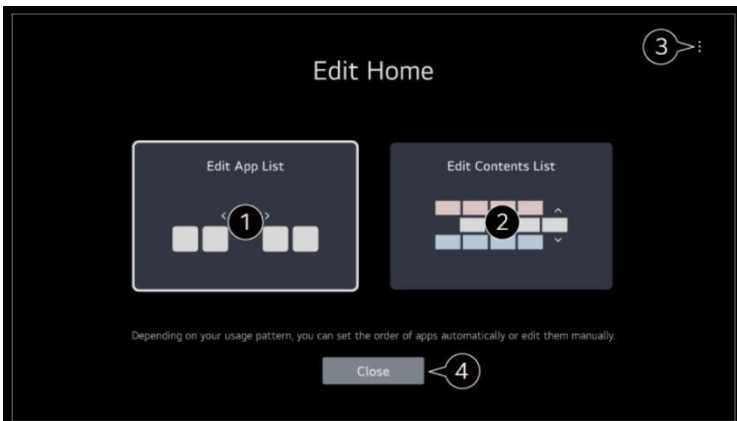 3
Edit Home
Edit App List
Edit Contents List
1
2
Depending on your usage pattern, you can set the order of apps automatically or edit them manually.
Close
4